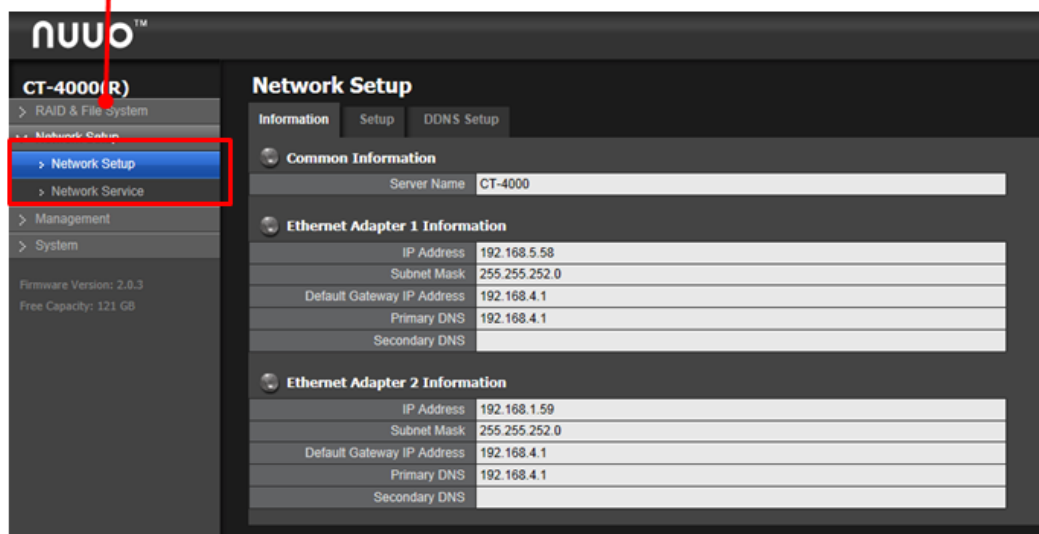 nuuo™
CT-4000(R)
> RAID & File System
Network Setup
> Network Setup
> Network Service
> Management
> System
Firmware Version: 2.0.3
Free Capacity: 121 GB
Network Setup
Information Setup DDNS Setup
Common Information
Server Name CT-4000
Ethernet Adapter 1 Information
IP Address 192.168.5.58
Subnet Mask 255.255.252.0
Default Gateway IP Address 192.168.4.1
Primary DNS 192.168.4.1
Secondary DNS
Ethernet Adapter 2 Information
IP Address 192.168.1.59
Subnet Mask 255.255.252.0
Default Gateway IP Address 192.168.4.1
Primary DNS 192.168.4.1
Secondary DNS